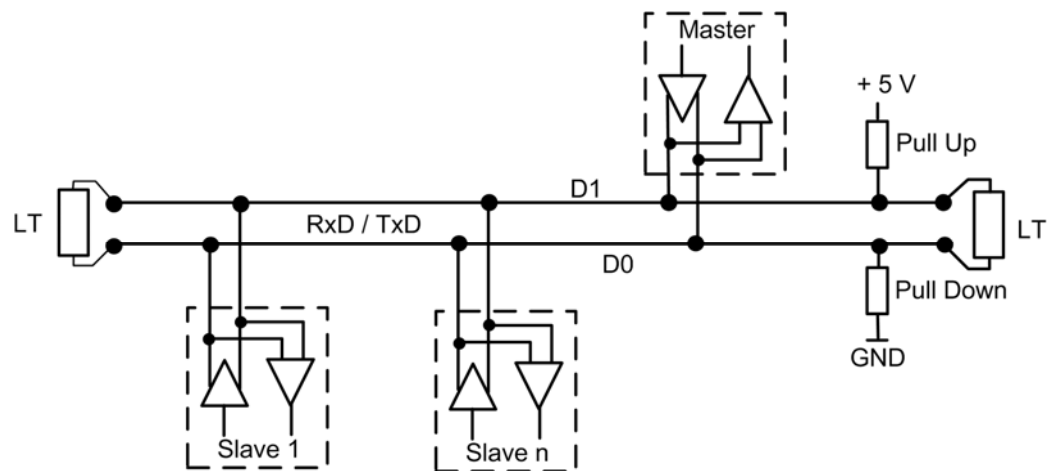 Master
+ 5 V
Pull Up
D1
LT
RxD / TxD
LT
D0
Pull Down
GND
Slave 1
Slave n